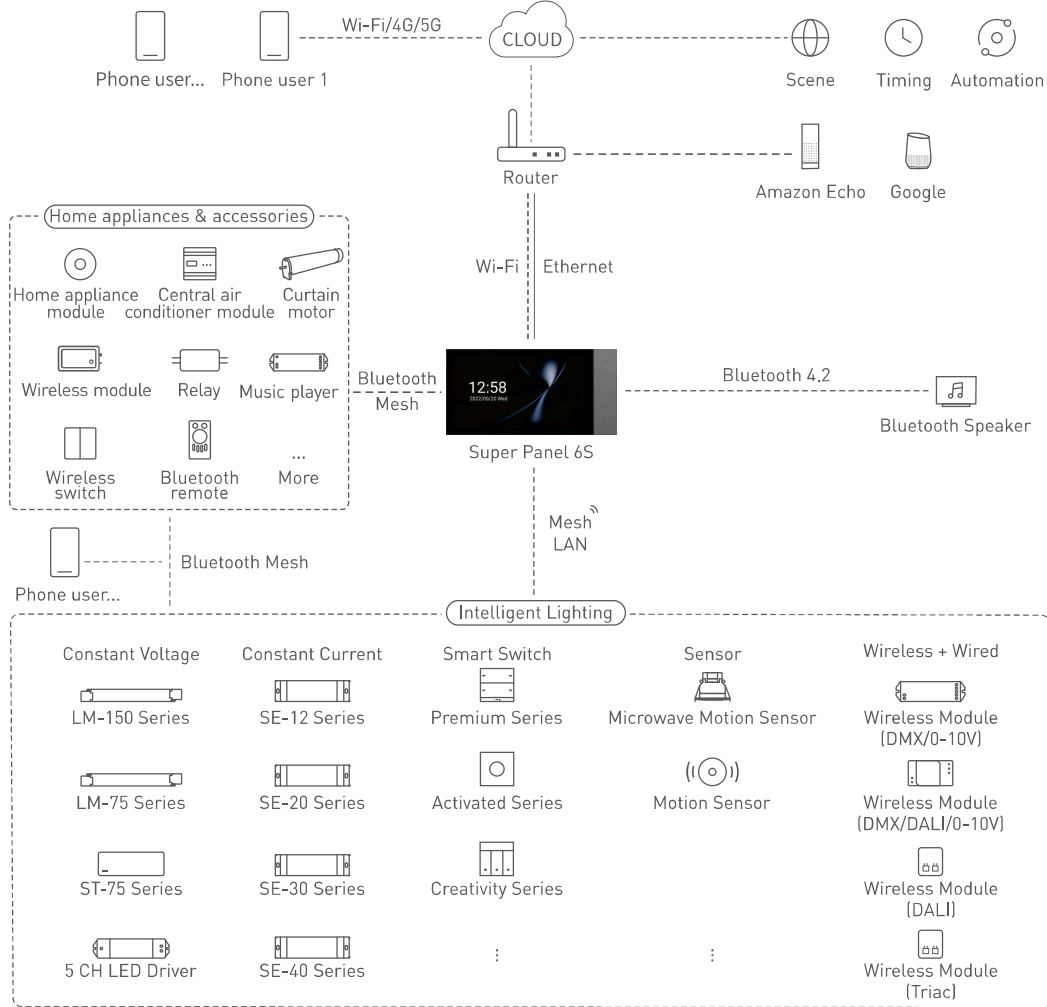 Wi-Fi/4G/5G
CLOUD
Phone user...
Phone user 1
Scene
Timing
Automation
Router
Amazon Echo
Google
Home appliances & accessories
Wi-Fi
Ethernet
Home appliance
module
Central air
conditioner module
Curtain
motor
Wireless module
Relay
Music player
Bluetooth
Mesh
12:58
2022/05/20 Wed
Bluetooth 4.2
Bluetooth Speaker
Super Panel 6S
Wireless
switch
Bluetooth
remote
...
More
Mesh
LAN
Phone user...
Bluetooth Mesh
Intelligent Lighting
Constant Voltage
Constant Current
Smart Switch
Sensor
Wireless + Wired
LM-150 Series
SE-12 Series
Premium Series
Microwave Motion Sensor
Wireless Module
(DMX/0-10V)
LM-75 Series
SE-20 Series
Activated Series
Motion Sensor
Wireless Module
(DMX/DALI/0-10V)
ST-75 Series
SE-30 Series
Creativity Series
Wireless Module
(DALI)
5 CH LED Driver
SE-40 Series
Wireless Module
(Triac)